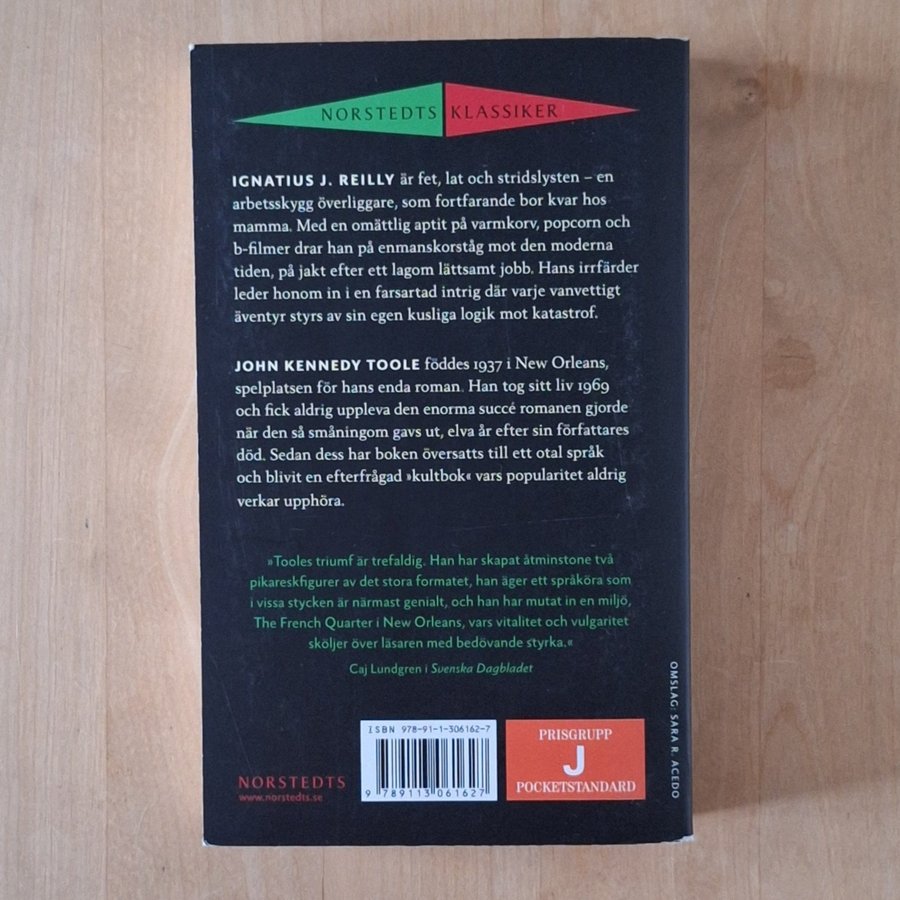 NORSTEDTS KLASSIKER
IGNATIUS J. REILLY är fet, lat och stridslysten – en
arbetsskygg överliggare, som fortfarande bor kvar hos
mamma. Med en omättlig aptit på varmkorv, popcorn och
b-filmer drar han på enmanskorståg mot den moderna
tiden, på jakt efter ett lagom lättsamt jobb. Hans irrfärder
leder honom in i en farsartad intrig där varje vanvettigt
äventyr styrs av sin egen kusliga logik mot katastrof.
JOHN KENNEDY TOOLE föddes 1937 i New Orleans,
spelplatsen för hans enda roman. Han tog sitt liv 1969
och fick aldrig uppleva den enorma succé romanen gjorde
när den så småningom gavs ut, elva år efter sin författares
död. Sedan dess har boken översatts till ett otal språk
och blivit en efterfrågad »kultbok« vars popularitet aldrig
verkar upphöra.
»Tooles triumf är trefaldig. Han har skapat åtminstone två
pikareskfigurer av det stora formatet, han äger ett språköra som
i vissa stycken är närmast genialt, och han har mutat in en miljö,
The French Quarter i New Orleans, vars vitalitet och vulgaritet
sköljer över läsaren med bedövande styrka.«
Caj Lundgren i Svenska Dagbladet
OMSLAG: SARA R. ACEDO
NORSTEDTS
www.norstedts.se
ISBN 978-91-1-306162-7
9 789113 061627
PRISGRUPP
J
POCKETSTANDARD